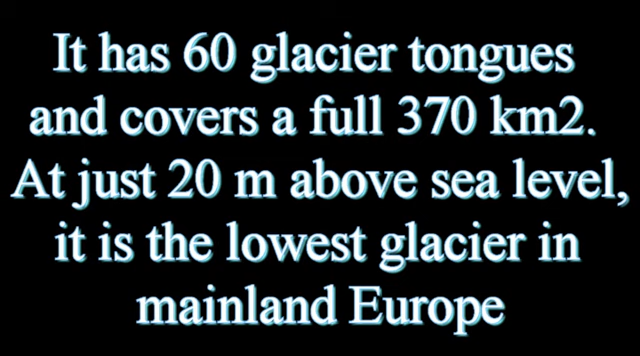 It has 60 glacier tongues
and covers a full 370 km2.
At just 20 m above sea level,
it is the lowest glacier in
mainland Europe